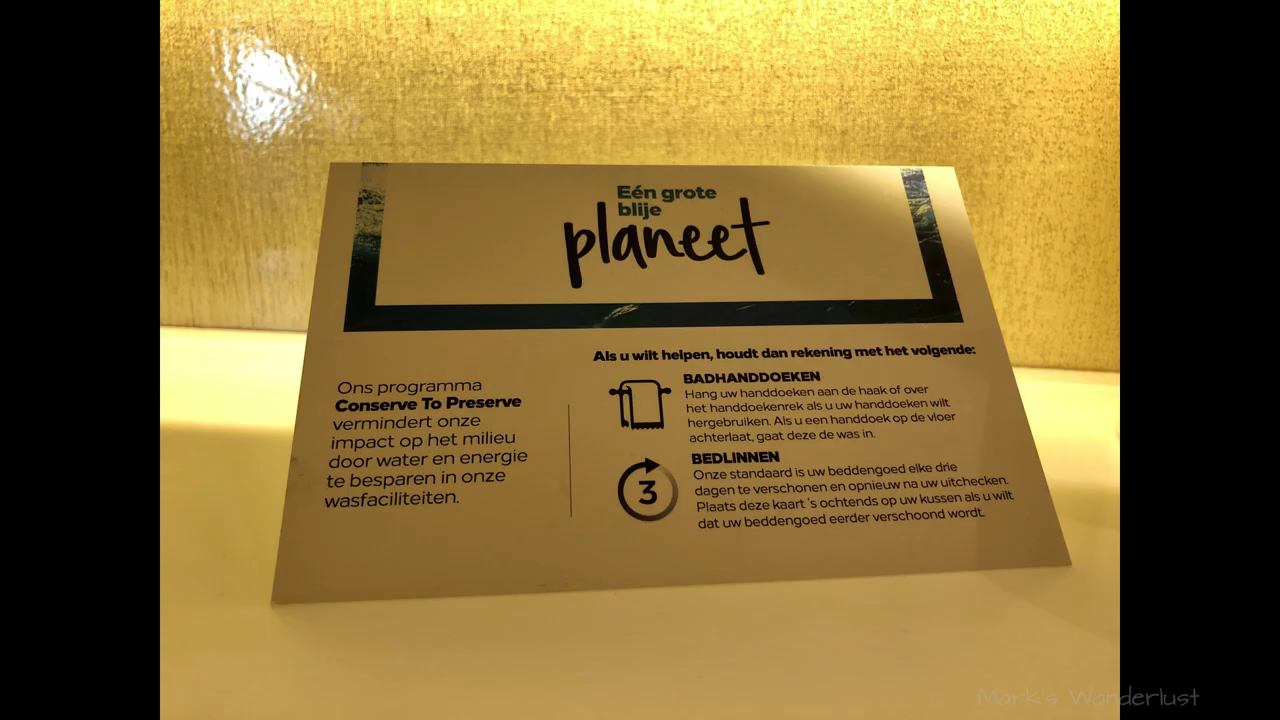 Eén grote
blije
planeet
Ons programma
Conserve To Preserve
vermindert onze
impact op het milieu
door water en energie
te besparen in onze
wasfaciliteiten.
Als u wilt helpen, houdt dan rekening met het volgende:
BADHANDDOEKEN
Hang uw handdoeken aan de haak of over
het handdoekenrek als u uw handdoeken wilt
hergebruiken. Als u een handdoek op de vloer
achterlaat, gaat deze de was in.
3
BEDLINNEN
Onze standaard is uw beddengoed elke drie
dagen te verschonen en opnieuw na uw uitchecken.
Plaats deze kaart 's ochtends op uw kussen als u wilt
dat uw beddengoed eerder verschoond wordt.
Mark's Wanderlust